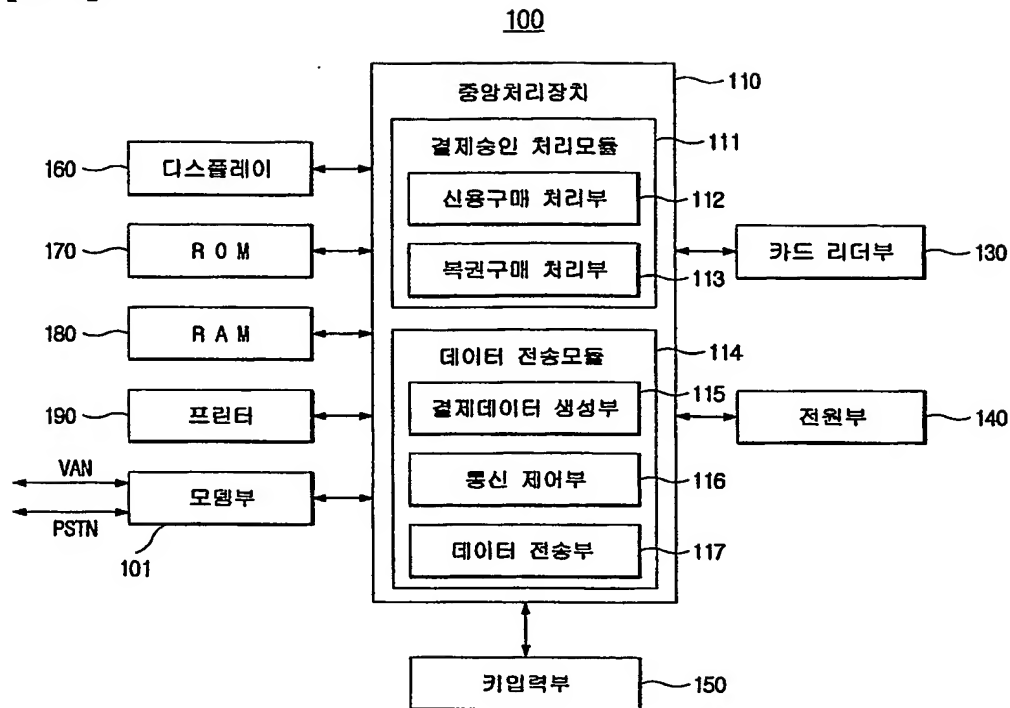 100
중앙처리장치
110
결제승인 처리모듈
111
신용구매 처리부
112
복권구매 처리부
113
데이터 전송모듈
114
결제데이터 생성부
115
통신 제어부
116
데이터 전송부
117
160
디스플레이
170
R O M
180
R A M
190
프린터
VAN
PSTN
모뎀부
101
캬드 리더부
130
전원부
140
키입력부
150